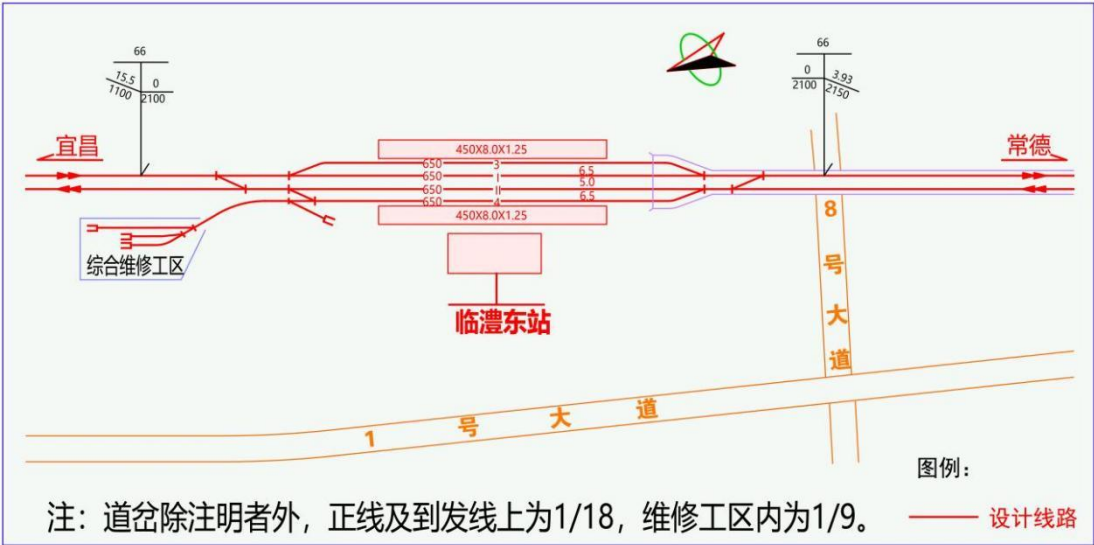 66
15.5
1100
0
2100
66
0
2100
3.93
2150
宜昌
常德
450X8.0X1.25
650
3
6.5
650
I
5.0
650
II
6.5
650
4
450X8.0X1.25
综合维修工区
临澧东站
8号大道
1号大道
图例：
注：道岔除注明者外，正线及到发线上为1/18，维修工区内为1/9。
设计线路